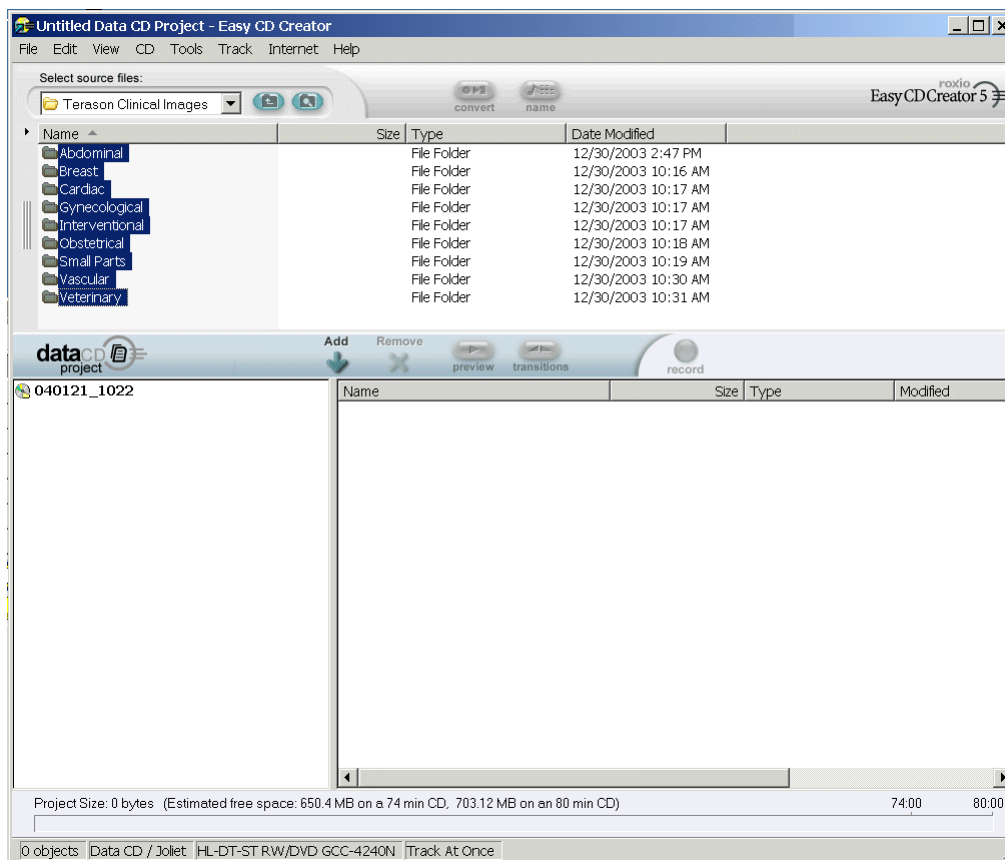 Untitled Data CD Project - Easy CD Creator
File Edit View CD Tools Track Internet Help
Select source files:
Terason Clinical Images
convert
name
roxio
Easy CD Creator 5
Name Size Type Date Modified
Abdominal File Folder 12/30/2003 2:47 PM
Breast File Folder 12/30/2003 10:16 AM
Cardiac File Folder 12/30/2003 10:17 AM
Gynecological File Folder 12/30/2003 10:17 AM
Interventional File Folder 12/30/2003 10:17 AM
Obstetrical File Folder 12/30/2003 10:18 AM
Small Parts File Folder 12/30/2003 10:19 AM
Vascular File Folder 12/30/2003 10:30 AM
Veterinary File Folder 12/30/2003 10:31 AM
dataCD project
Add Remove preview transitions record
040121_1022
Name Size Type Modified
Project Size: 0 bytes (Estimated free space: 650.4 MB on a 74 min CD, 703.12 MB on an 80 min CD) 74:00 80:00
0 objects Data CD / Joliet HL-DT-ST RW/DVD GCC-4240N Track At Once